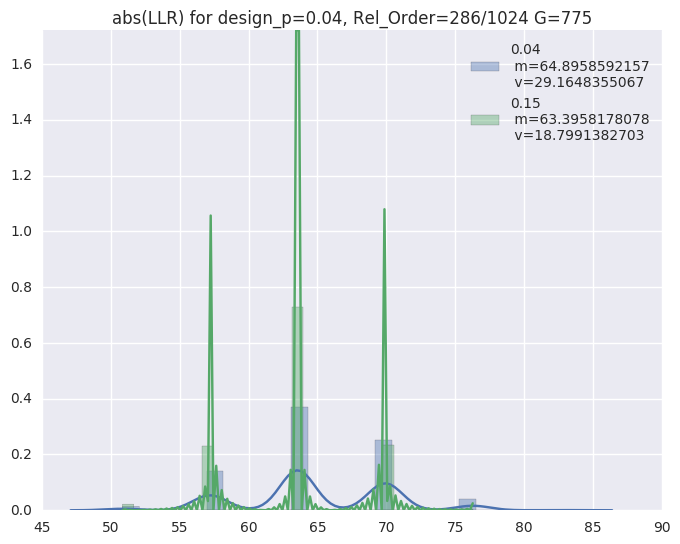 abs(LLR) for design_p=0.04, Rel_Order=286/1024 G=775
0.04
m=64.8958592157
v=29.1648355067
0.15
m=63.3958178078
v=18.7991382703
1.6
1.4
1.2
1.0
0.8
0.6
0.4
0.2
0.0
45 50 55 60 65 70 75 80 85 90